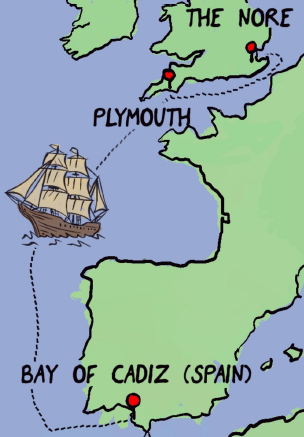 THE NORE
PLYMOUTH
BAY OF CADIZ (SPAIN)